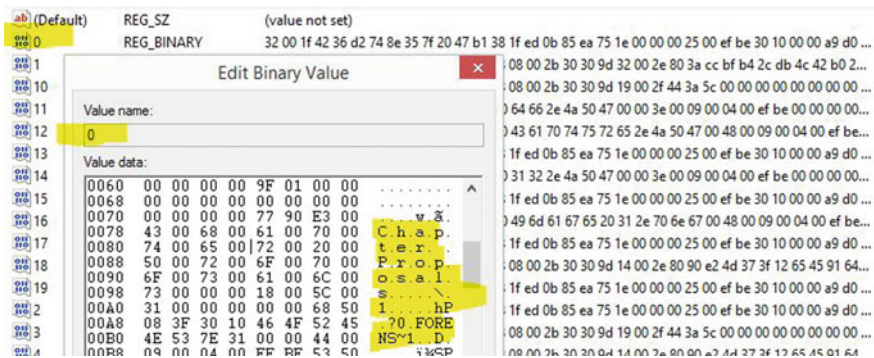 (Default) REG_SZ (value not set)
0 REG_BINARY 32 00 1f 42 36 d2 74 8e 35 7f 20 47 b1 38 1f ed 0b 85 ea 75 1e 00 00 00 25 00 ef be 30 10 00 00 a9 d0 ...
1
10
11
12
13
14
15
16
17
18
19
2
3
4
Edit Binary Value
Value name:
0
Value data:
0060 00 00 00 00 9F 01 00 00 ........
0068 00 00 00 00 00 00 00 00 ........
0070 00 00 00 00 77 90 E3 00 ....w.ã.
0078 43 00 68 00 61 00 70 00 C.h.a.p.
0080 74 00 65 00 72 00 20 00 t.e.r. .
0088 50 00 72 00 6F 00 70 00 P.r.o.p.
0090 6F 00 73 00 61 00 6C 00 o.s.a.l.
0098 73 00 00 00 18 00 5C 00 s.....\.
00A0 31 00 00 00 00 00 68 50 1.....hP
00A8 08 3F 30 10 46 4F 52 45 .?0.FORE
00B0 4E 53 7E 31 00 00 44 00 NS~1..D.
00B8 09 00 04 00 EF BE 53 50 ....ï¾SP
08 00 2b 30 30 9d 32 00 2e 80 3a cc bf b4 2c db 4c 42 b0 2...
08 00 2b 30 30 9d 19 00 2f 44 3a 5c 00 00 00 00 00 00 00 ...
64 66 2e 4a 50 47 00 00 3e 00 09 00 04 00 ef be 00 00 00 00...
43 61 70 74 75 72 65 2e 4a 50 47 00 48 00 09 00 04 00 ef be...
1f ed 0b 85 ea 75 1e 00 00 00 25 00 ef be 30 10 00 00 a9 d0 ...
31 32 2e 4a 50 47 00 00 3e 00 09 00 04 00 ef be 00 00 00 00...
1f ed 0b 85 ea 75 1e 00 00 00 25 00 ef be 30 10 00 00 a9 d0 ...
49 6d 61 67 65 20 31 2e 70 6e 67 00 48 00 09 00 04 00 ef be...
1f ed 0b 85 ea 75 1e 00 00 00 25 00 ef be 30 10 00 00 a9 d0 ...
08 00 2b 30 30 9d 14 00 2e 80 90 e2 4d 37 3f 12 65 45 91 64...
1f ed 0b 85 ea 75 1e 00 00 00 25 00 ef be 30 10 00 00 a9 d0 ...
1f ed 0b 85 ea 75 1e 00 00 00 25 00 ef be 30 10 00 00 a9 d0 ...
08 00 2b 30 30 9d 19 00 2f 44 3a 5c 00 00 00 00 00 00 00 ...
08 00 2b 30 30 9d 14 00 2e 80 90 e2 4d 37 3f 12 65 45 91 64